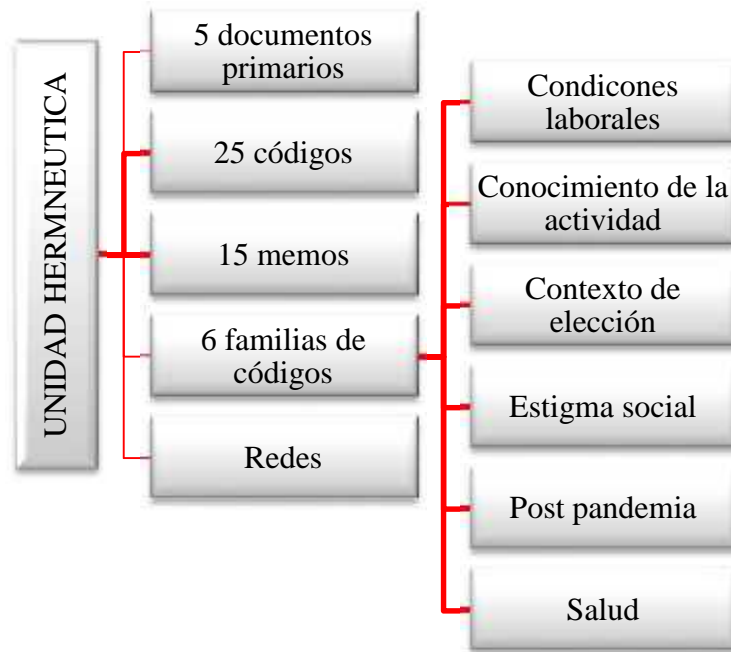 UNIDAD HERMNEUTICA
5 documentos
primarios
25 códigos
15 memos
6 familias de
códigos
Redes
Condicones
laborales
Conocimiento de la
actividad
Contexto de
elección
Estigma social
Post pandemia
Salud